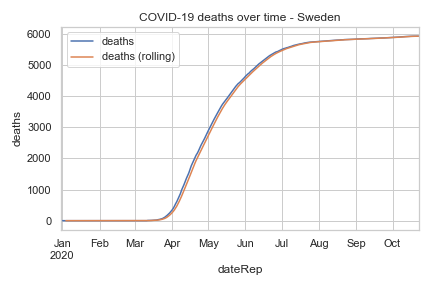 COVID-19 deaths over time - Sweden
deaths
deaths (rolling)
deaths
6000
5000
4000
3000
2000
1000
0
Jan Feb Mar Apr May Jun Jul Aug Sep Oct
2020
dateRep